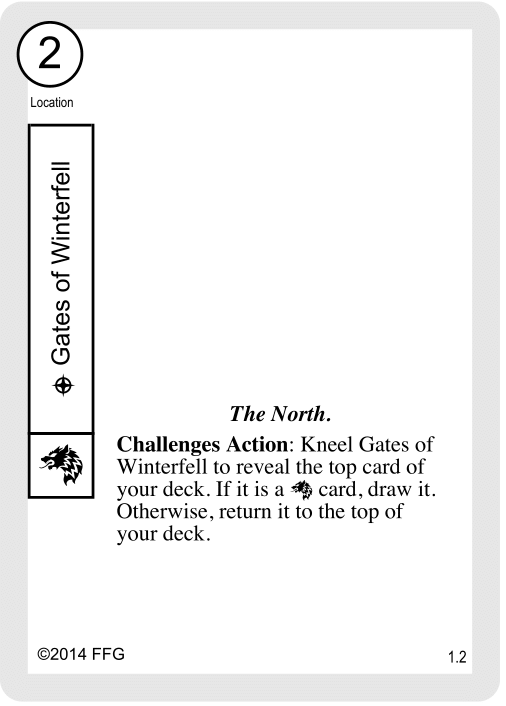 2
Location
Gates of Winterfell
The North.
Challenges Action: Kneel Gates of
Winterfell to reveal the top card of
your deck. If it is a card, draw it.
Otherwise, return it to the top of
your deck.
©2014 FFG
1.2